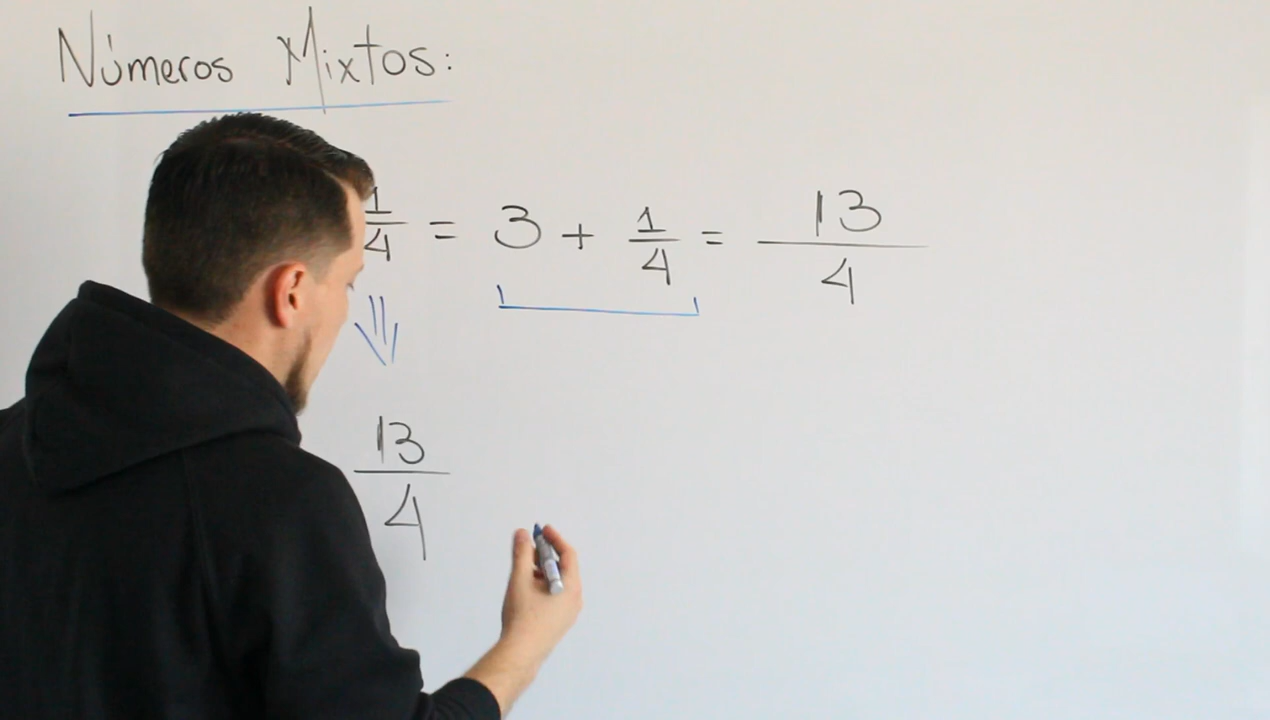 Números Mixtos:
1/4 = 3 + 1/4 = 13/4
13/4